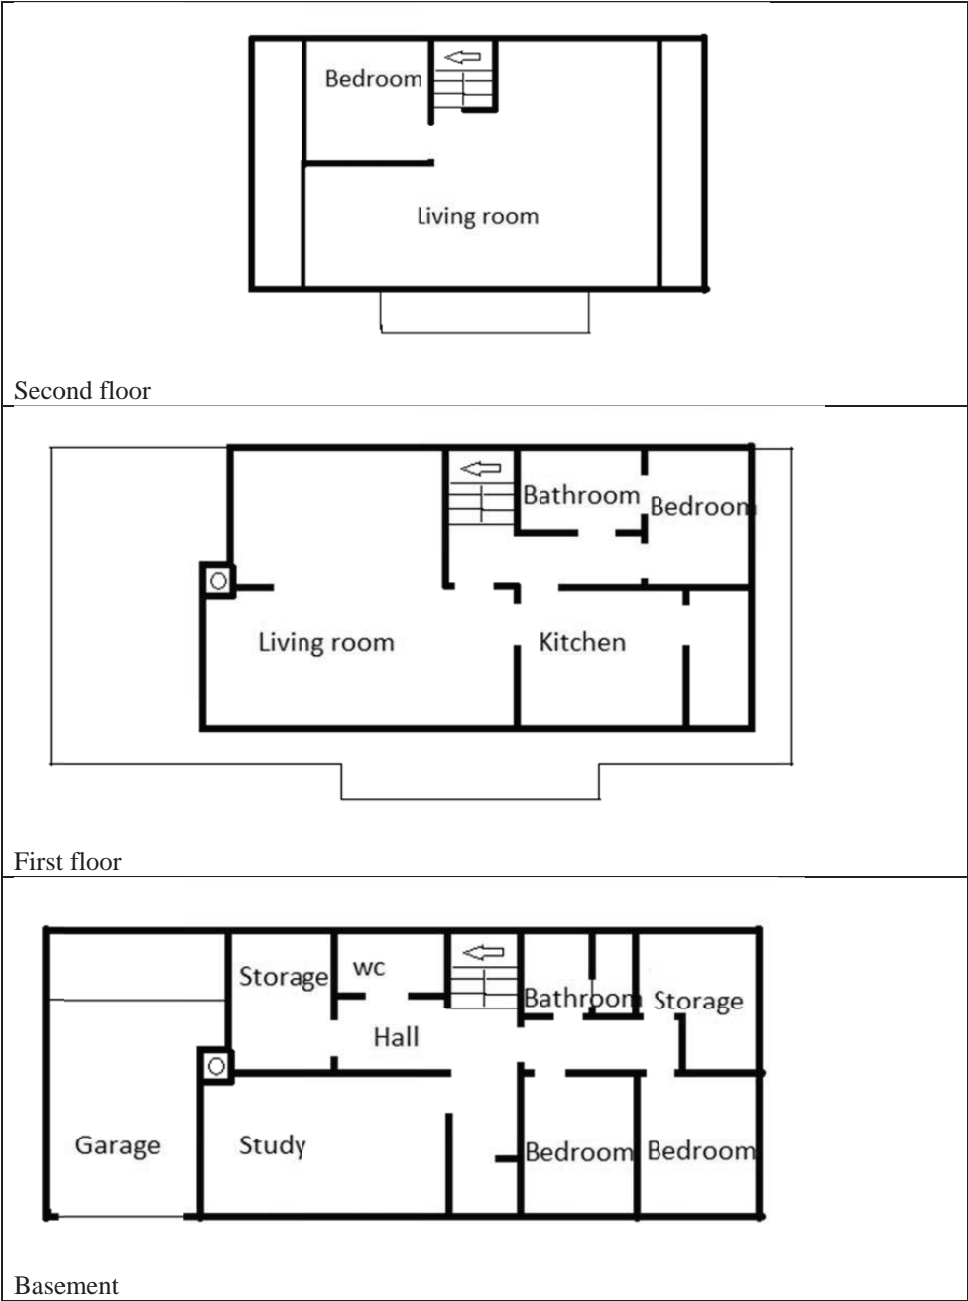 Bedroom
Living room
Second floor
Bathroom
Bedroom
Living room
Kitchen
First floor
Storage
wc
Bathroom
Storage
Hall
Garage
Study
Bedroom
Bedroom
Basement